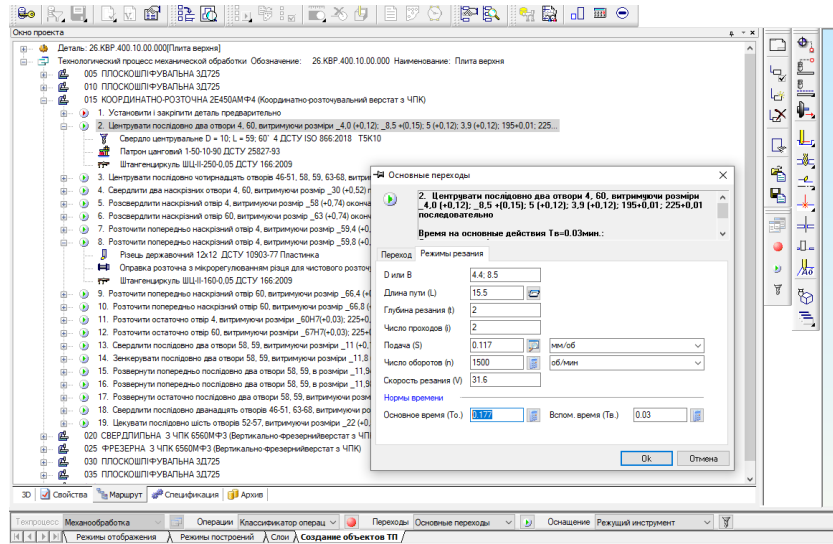 Окно проекта
Деталь: 26.КВР.400.10.00.000[Плита верхня]
Технологический процесс механической обработки Обозначение: 26.КВР.400.10.00.000 Наименование: Плита верхня
005 ПЛОСКОШЛІФУВАЛЬНА 3Д725
010 ПЛОСКОШЛІФУВАЛЬНА 3Д725
015 КООРДИНАТНО-РОЗТОЧНА 2Е450АМФ4 (Координатно-розточувальний верстат з ЧПК)
1. Установити і закріпити деталь предварительно
2. Центрувати послідовно два отвори 4, 60, витримуючи розміри _4,0 (+0,12); _8,5 +(0,15); 5 (+0,12); 3,9 (+0,12); 195+0,01; 225...
Свердло центрувальне D = 10; L = 59; 60° 4 ДСТУ ISO 866:2018 Т5К10
Патрон цанговий 1-50-10-90 ДСТУ 25827-93
Штангенциркуль ШЦ-ІІ-250-0,05 ДСТУ 166:2009
3. Центрувати послідовно чотирнадцять отворів 46-51, 58, 59, 63-68, витри
4. Свердлити два наскрізних отвори 4, 60, витримуючи розмір _30 (+0,52) п
5. Розсвердлити наскрізний отвір 4, витримуючи розмір _58 (+0,74) оконча
6. Розсвердлити наскрізний отвір 60, витримуючи розмір _63 (+0,74) оконч
7. Розточити попередньо наскрізний отвір 4, витримуючи розмір _59,4 (+0,
8. Розточити попередньо наскрізний отвір 4, витримуючи розмір _59,8 (+0,
Різець державочний 12х12 ДСТУ 10903-77 Пластинка
Оправка розточна з мікрорегулюванням різця для чистового розточ
Штангенциркуль ШЦ-ІІ-160-0,05 ДСТУ 166:2009
9. Розточити попередньо наскрізний отвір 60, витримуючи розмір _66,4 (+0
10. Розточити попередньо наскрізний отвір 60, витримуючи розмір _66,8 (
11. Розточити остаточно отвір 4, витримуючи розміри _60Н7(+0,03); 225+0,
12. Розточити остаточно отвір 60, витримуючи розміри _67Н7(+0,03); 225+
13. Свердлити послідовно два отвори 58, 59, витримуючи розмір _11 (+0,
14. Зенкерувати послідовно два отвори 58, 59, витримуючи розмір _11,8
15. Розвернути попередньо послідовно два отвори 58, 59, в розміри _11,9
16. Розвернути попередньо послідовно два отвори 58, 59, в розміри _11,9
17. Розвернути остаточно послідовно два отвори 58, 59, витримуючи розм
18. Свердлити послідовно дванадцять отворів 46-51, 63-68, витримуючи ро
19. Цекувати послідовно шість отворів 52-57, витримуючи розміри _22 (+0,
020 СВЕРДЛИЛЬНА З ЧПК 6560МФ3 (Вертикально-фрезернийверстат з ЧП
025 ФРЕЗЕРНА З ЧПК 6560МФ3 (Вертикально-фрезернийверстат з ЧПК)
030 ПЛОСКОШЛІФУВАЛЬНА 3Д725
035 ПЛОСКОШЛІФУВАЛЬНА 3Д725
Основные переходы
2. Центрувати послідовно два отвори 4, 60, витримуючи розміри
_4,0 (+0,12); _8,5 +(0,15); 5 (+0,12); 3,9 (+0,12); 195+0,01; 225+0,01
последовательно
Время на основные действия Тв=0.03мин.:
Переход Режимы резания
D или B 4.4; 8.5
Длина пути (L) 15.5
Глубина резания (t) 2
Число проходов (i) 2
Подача (S) 0.117 мм/об
Число оборотов (n) 1500 об/мин
Скорость резания (V) 31.6
Нормы времени
Основное время (То.) 0.177 Вспом. время (Тв.) 0.03
Ok Отмена
3D Свойства Маршрут Спецификация Архив
Техпроцесс Механообработка Операции Классификатор операц Переходы Основные переходы Оснащение Режущий инструмент
Режимы отображения Режимы построений Слои Создание объектов ТП